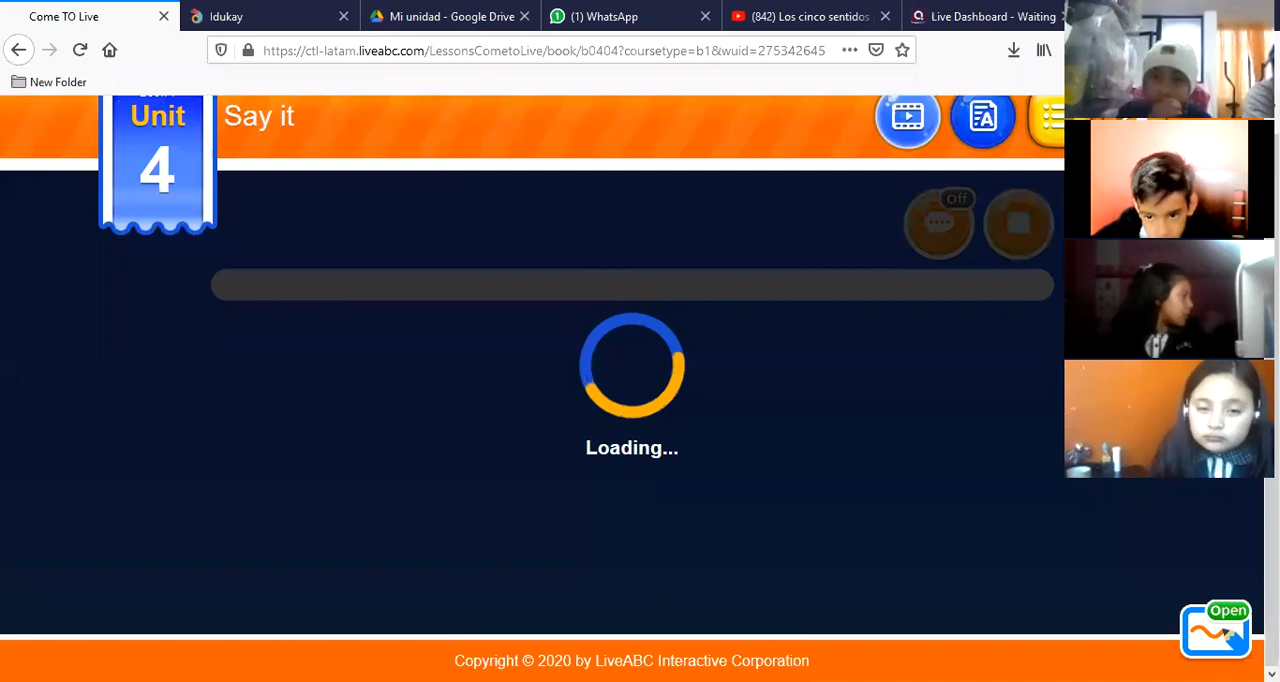 Come TO Live
Idukay
Mi unidad - Google Drive
(1) WhatsApp
(842) Los cinco sentidos
Live Dashboard - Waiting
https://ctl-latam.liveabc.com/LessonsCometoLive/book/b0404?coursetype=b1&wuid=275342645
New Folder
Unit
4
Say it
Off
Loading...
Open
Copyright © 2020 by LiveABC Interactive Corporation